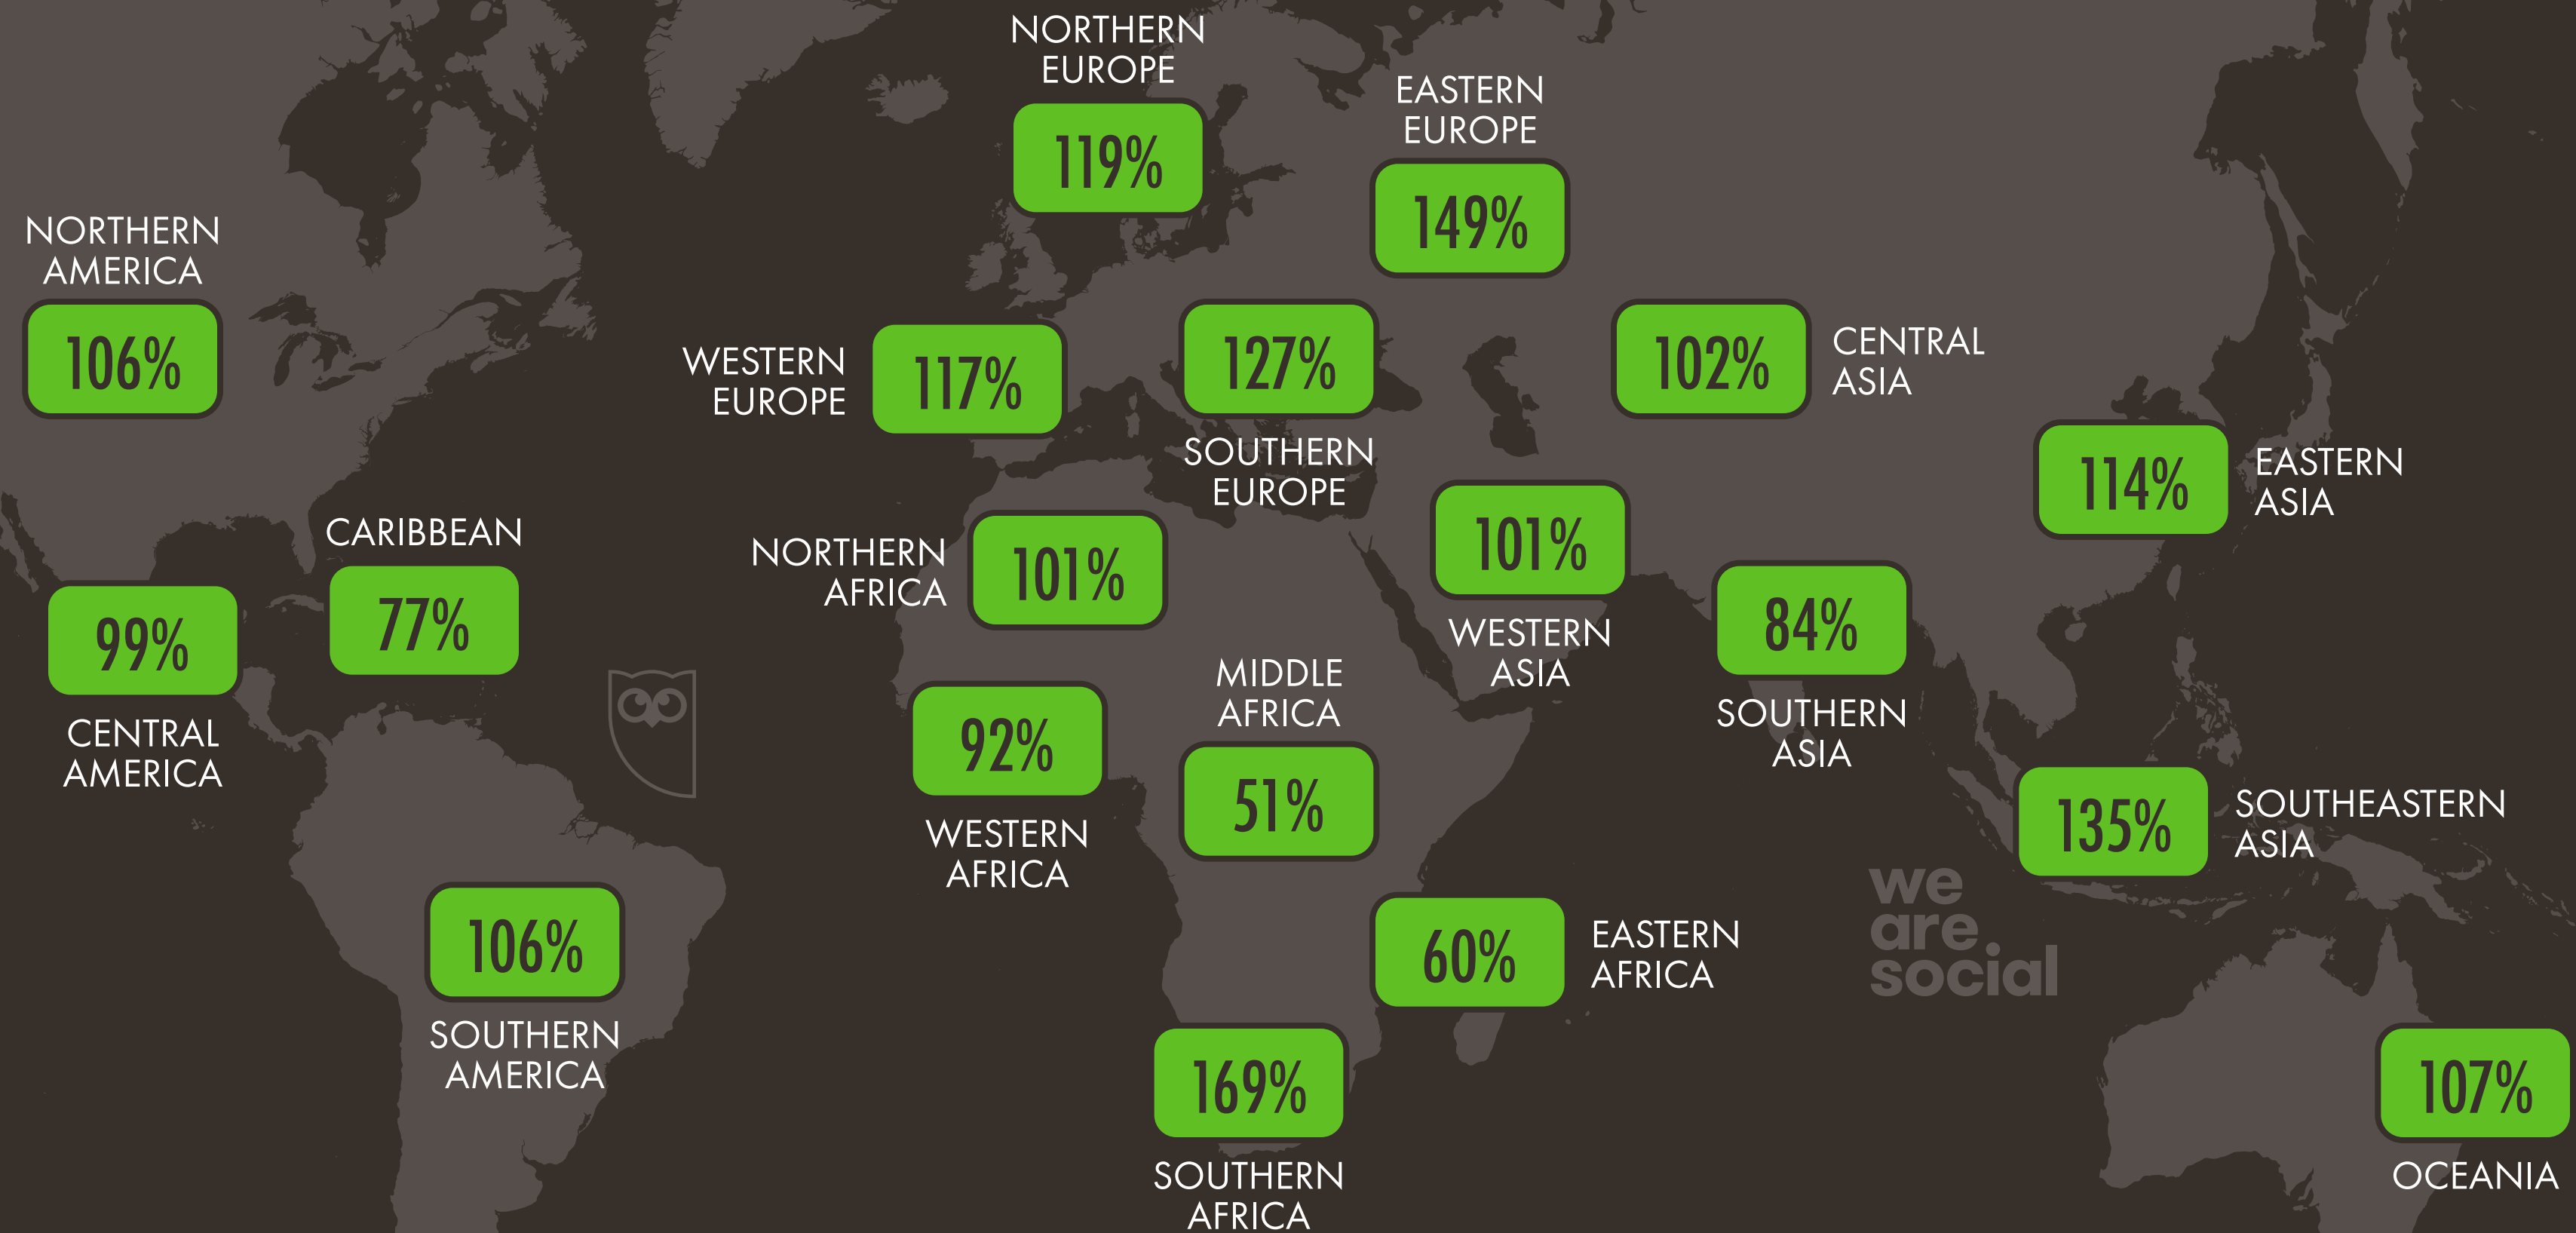 NORTHERN
EUROPE
119%
EASTERN
EUROPE
149%
NORTHERN
AMERICA
106%
WESTERN
EUROPE
117%
127%
SOUTHERN
EUROPE
102%
CENTRAL
ASIA
114%
EASTERN
ASIA
CARIBBEAN
77%
99%
CENTRAL
AMERICA
NORTHERN
AFRICA
101%
101%
WESTERN
ASIA
84%
SOUTHERN
ASIA
92%
WESTERN
AFRICA
MIDDLE
AFRICA
51%
135%
SOUTHEASTERN
ASIA
106%
SOUTHERN
AMERICA
60%
EASTERN
AFRICA
we
are
social
169%
SOUTHERN
AFRICA
107%
OCEANIA